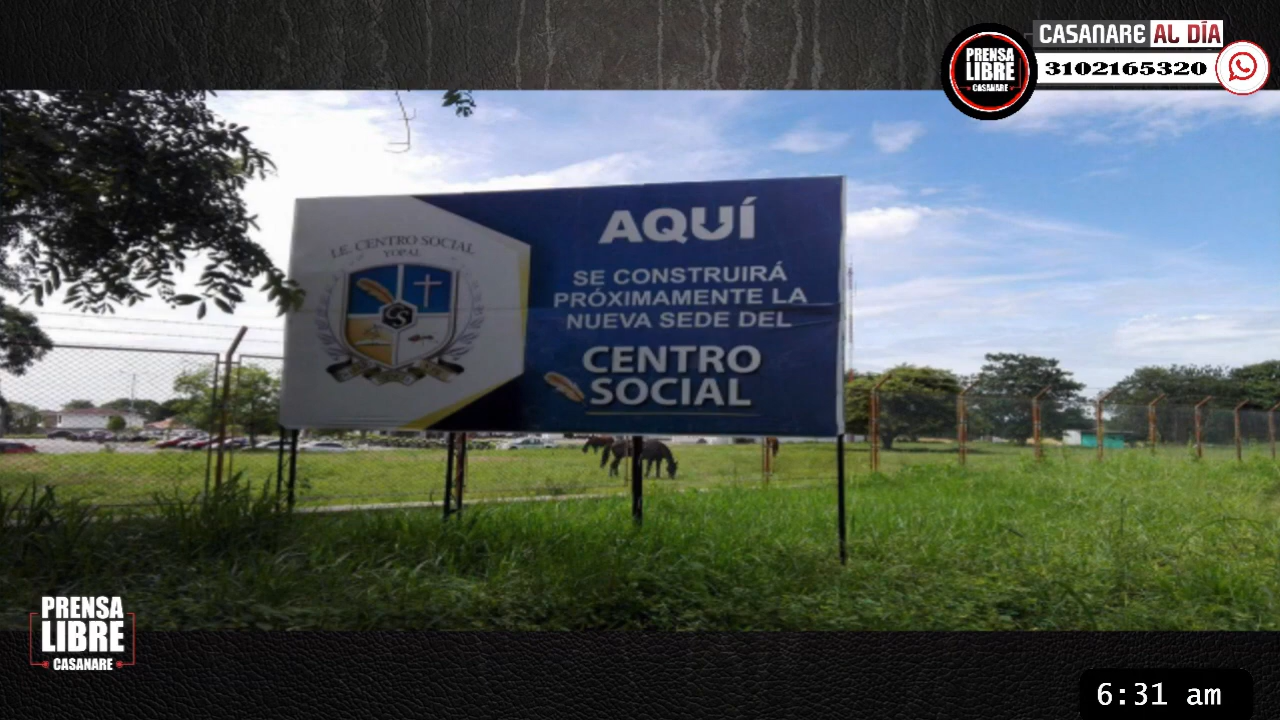 CASANARE AL DÍA
PRENSA
LIBRE
CASANARE
3102165320
I.E. CENTRO SOCIAL
YOPAL
AQUÍ
SE CONSTRUIRÁ
PRÓXIMAMENTE LA
NUEVA SEDE DEL
CENTRO
SOCIAL
PRENSA
LIBRE
CASANARE
6:31 am